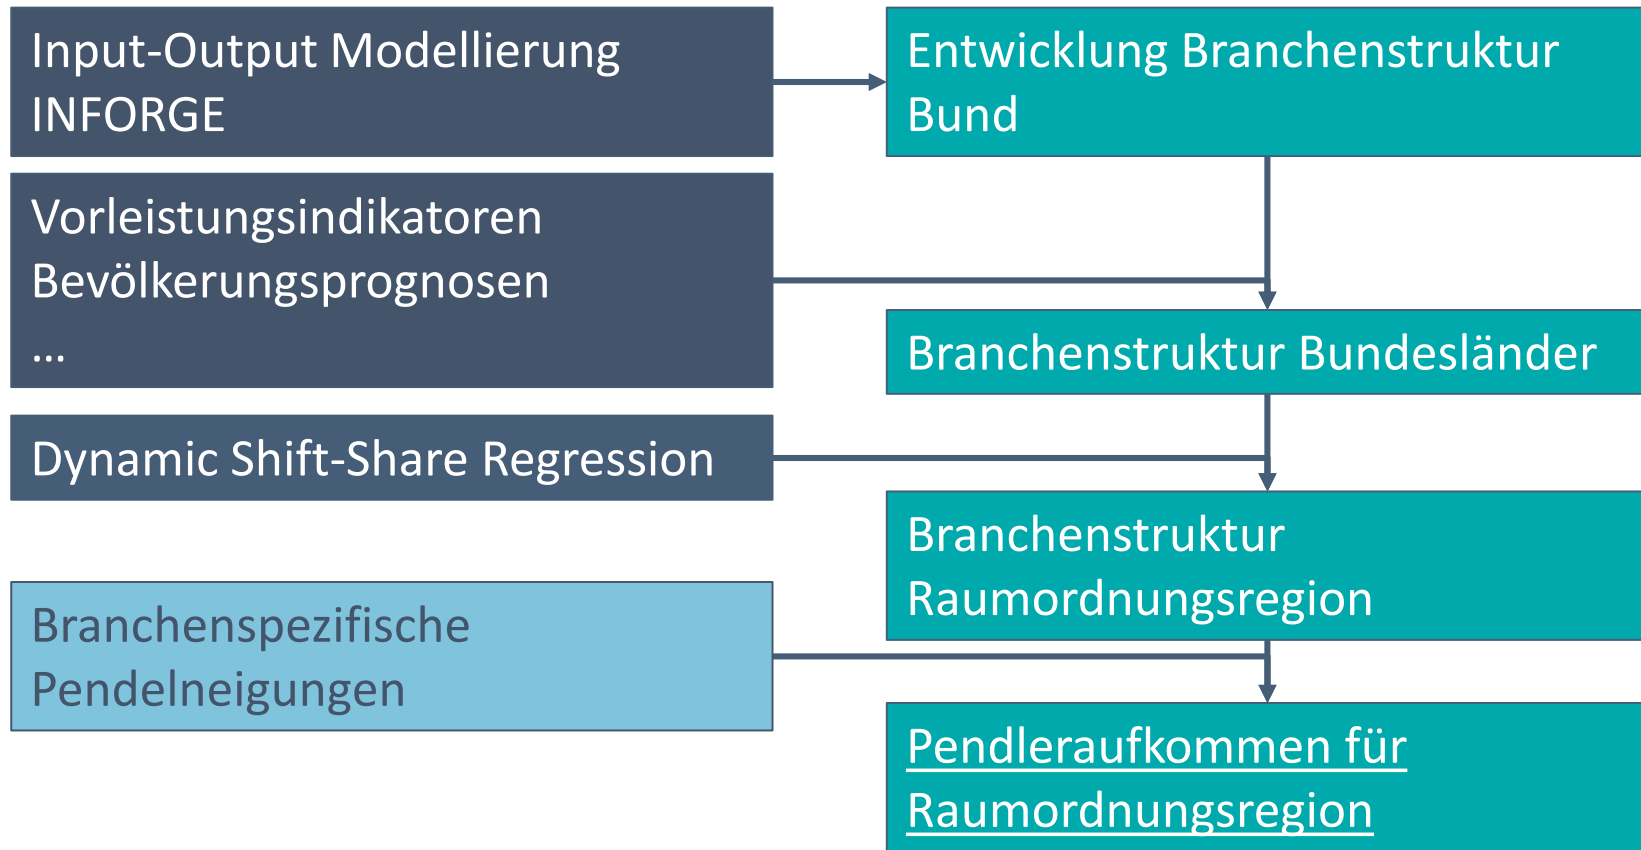 Input-Output Modellierung
INFORGE
Entwicklung Branchenstruktur
Bund
Vorleistungsindikatoren
Bevölkerungsprognosen
...
Branchenstruktur Bundesländer
Dynamic Shift-Share Regression
Branchenstruktur
Raumordnungsregion
Branchenspezifische
Pendelneigungen
Pendleraufkommen für
Raumordnungsregion